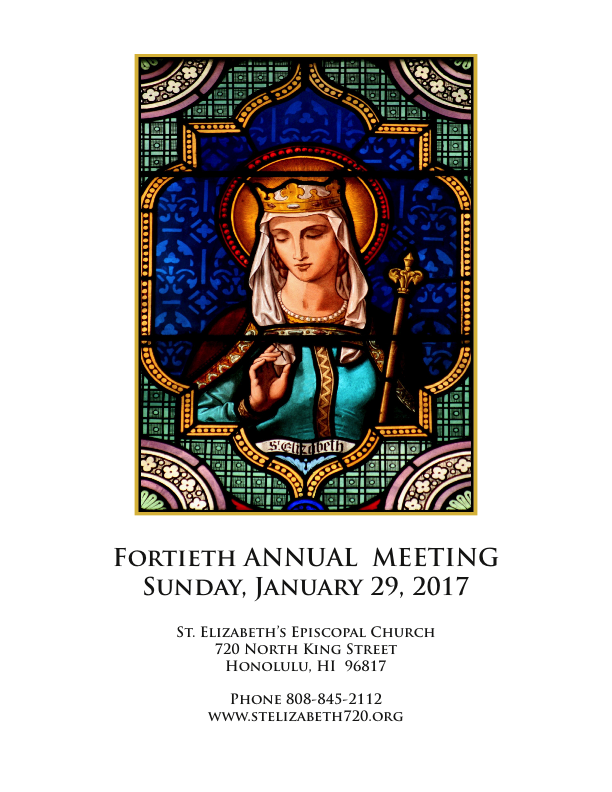 St Elizabeth
Fortieth ANNUAL MEETING
Sunday, January 29, 2017
St. Elizabeth's Episcopal Church
720 North King Street
Honolulu, HI 96817
Phone 808-845-2112
www.stelizabeth720.org